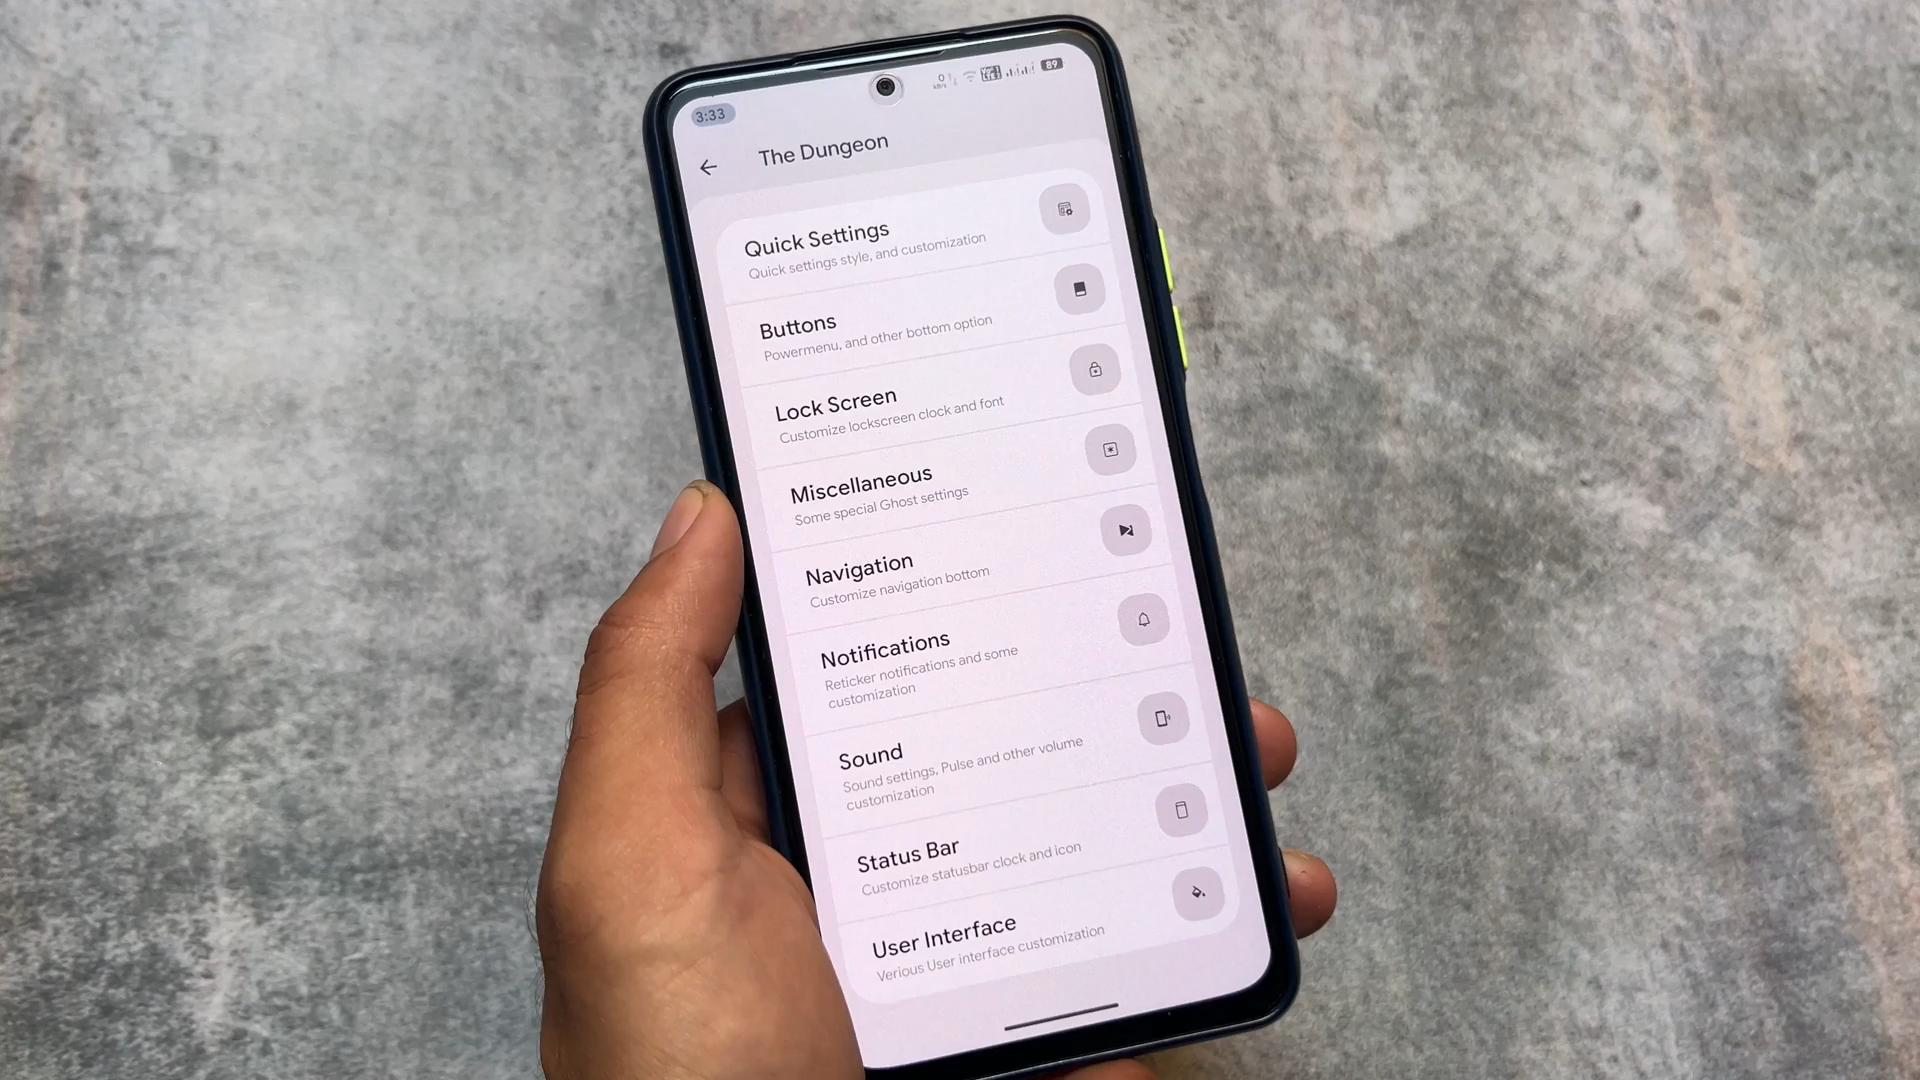 3:33
0
KB/s
89
The Dungeon
Quick Settings
Quick settings style, and customization
Buttons
Powermenu, and other bottom option
Lock Screen
Customize lockscreen clock and font
Miscellaneous
Some special Ghost settings
Navigation
Customize navigation bottom
Notifications
Reticker notifications and some
customization
Sound
Sound settings, Pulse and other volume
customization
Status Bar
Customize statusbar clock and icon
User Interface
Verious User interface customization